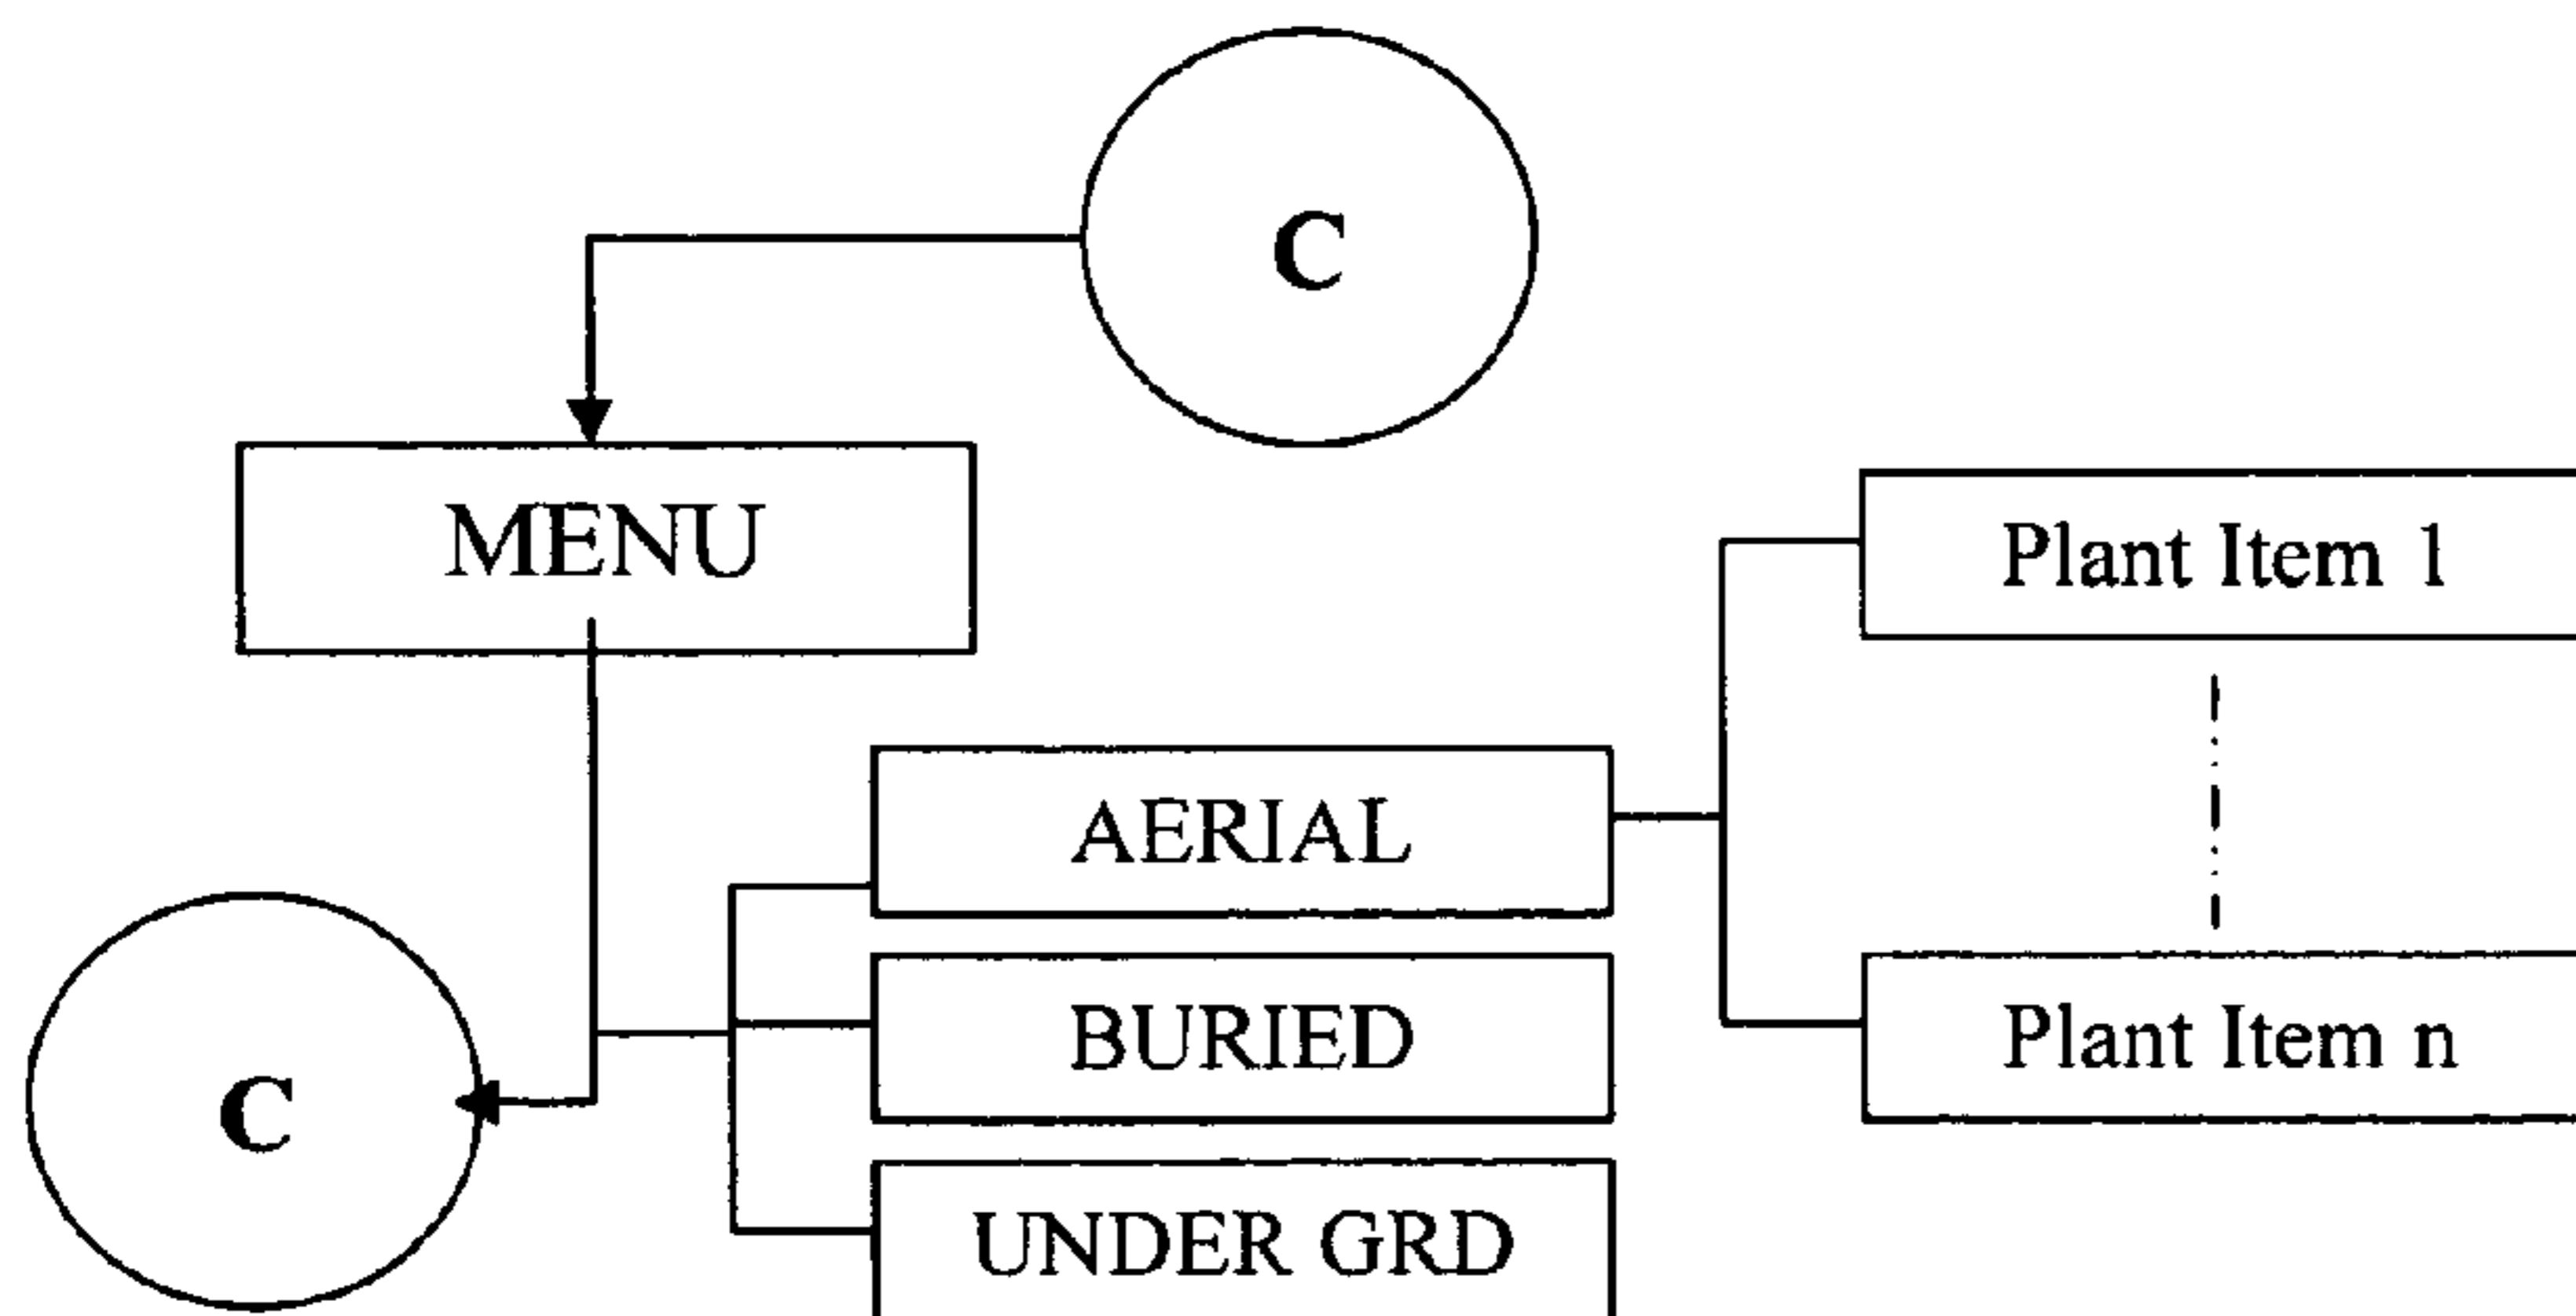 C
MENU
Plant Item 1
AERIAL
C
BURIED
Plant Item n
UNDER GRD